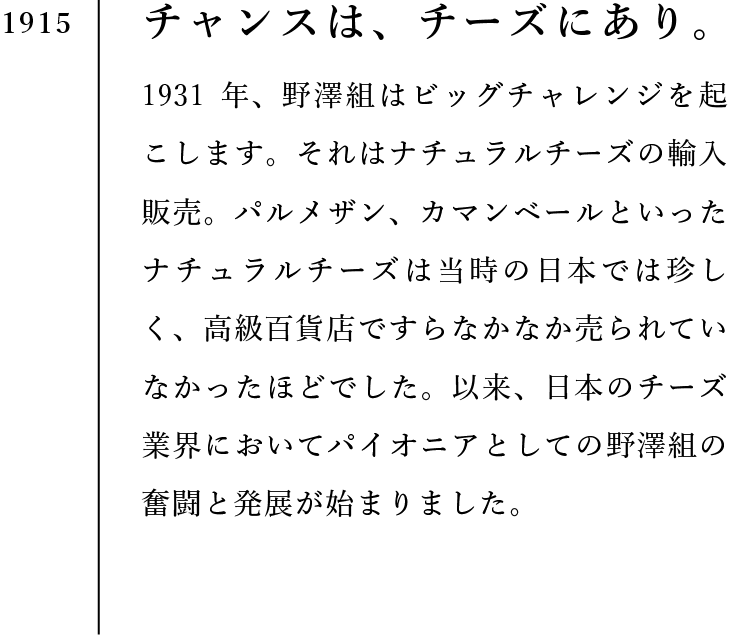 1915
チャンスは、チーズにあり。
1931 年、野澤組はビッグチャレンジを起
こします。それはナチュラルチーズの輸入
販売。パルメザン、カマンベールといった
ナチュラルチーズは当時の日本では珍し
く、高級百貨店ですらなかなか売られてい
なかったほどでした。以来、日本のチーズ
業界においてパイオニアとしての野澤組の
奮闘と発展が始まりました。